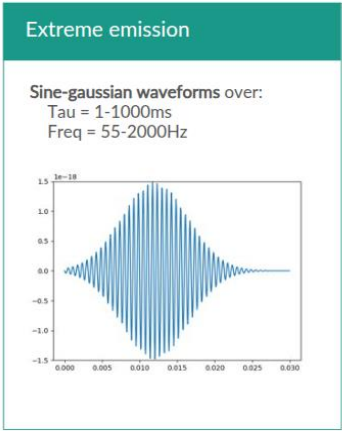 Extreme emission
Sine-gaussian waveforms over:
Tau = 1-1000ms
Freq = 55-2000Hz
1e-18
1.5
1.0
0.5
0.0
−0.5
−1.0
−1.5
0.000 0.005 0.010 0.015 0.020 0.025 0.030